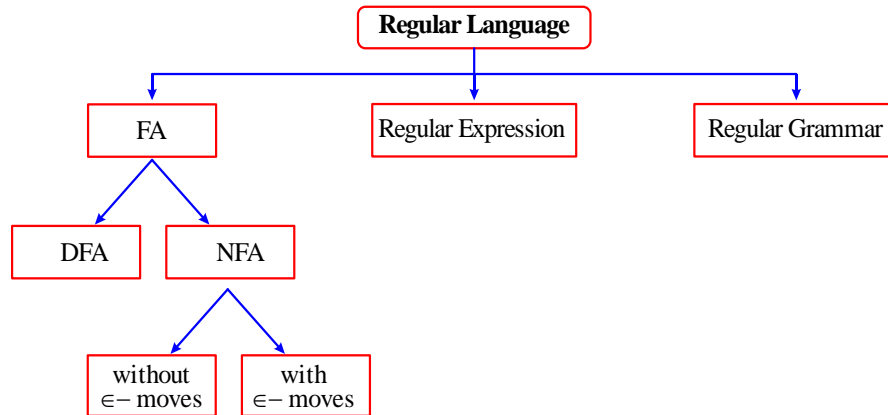 Regular Language
FA
Regular Expression
Regular Grammar
DFA
NFA
without
∈− moves
with
∈− moves